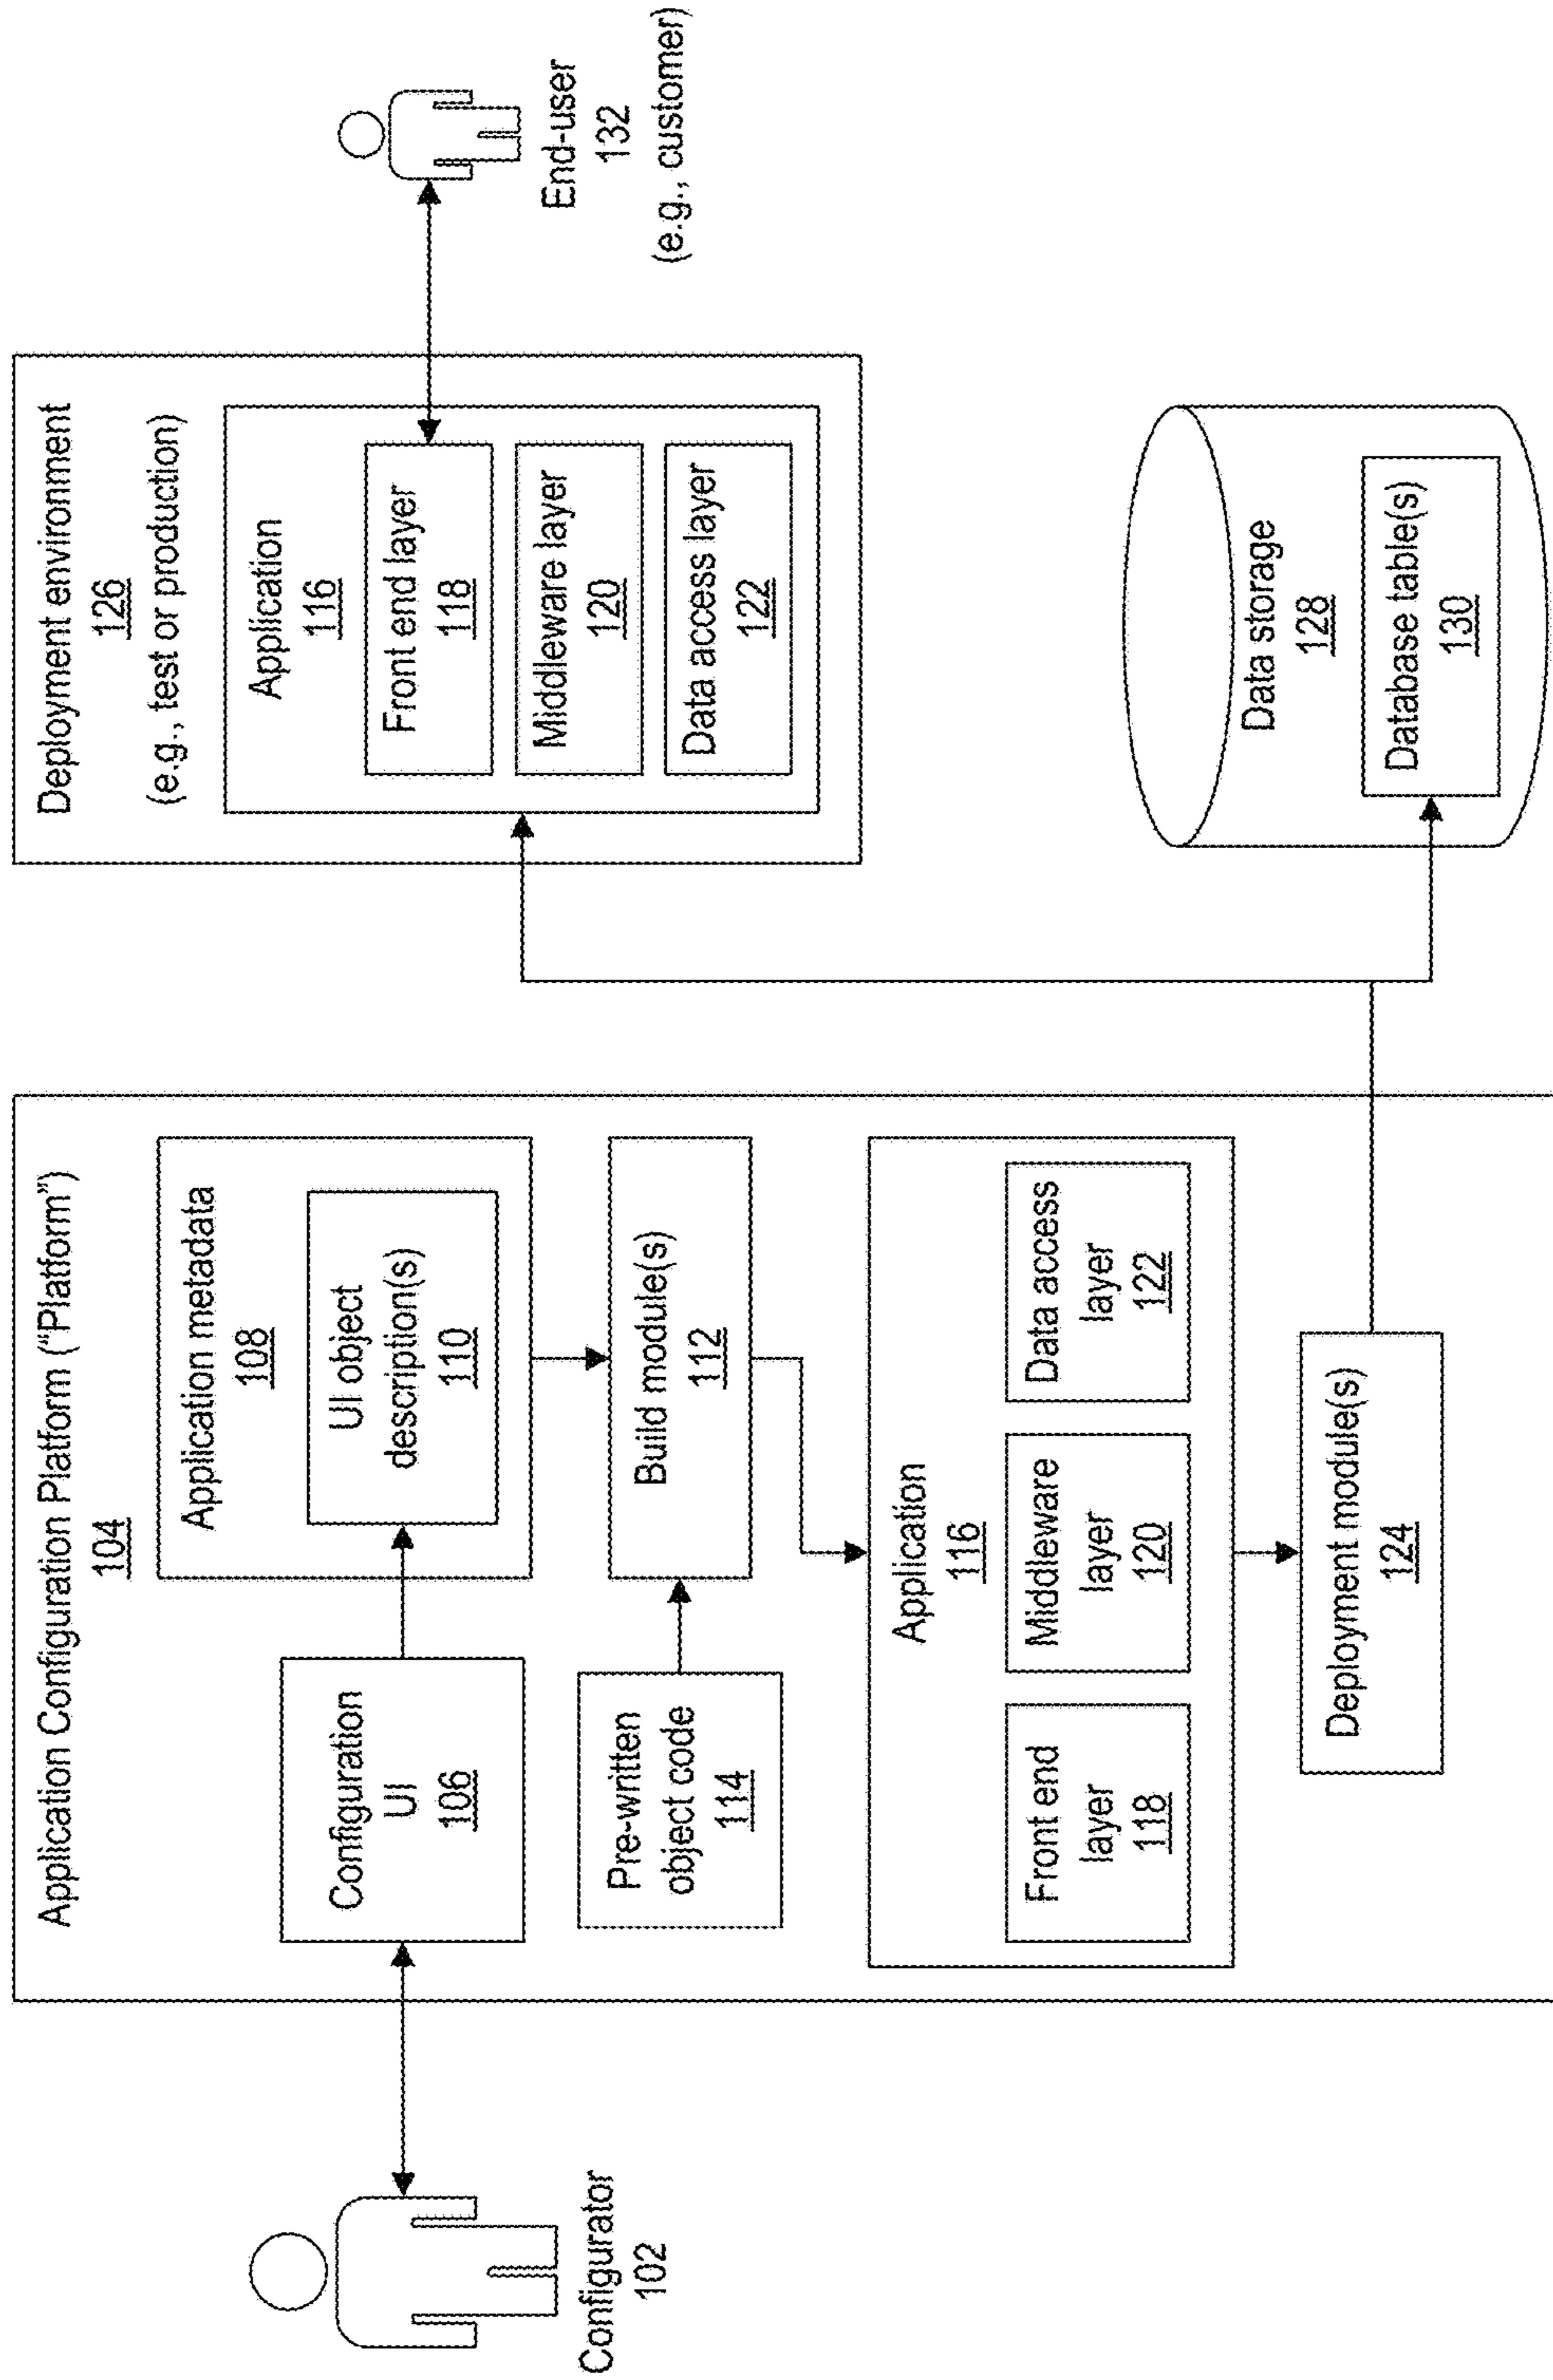 Application Configuration Platform (“Platform”)
104
Configurator
102
Configuration
UI
106
Application metadata
108
UI object
description(s)
110
Pre-written
object code
114
Build module(s)
112
Application
116
Front end
layer
118
Middleware
layer
120
Data access
layer
122
Deployment module(s)
124
Deployment environment
126
(e.g., test or production)
Application
116
Front end layer
118
Middleware layer
120
Data access layer
122
End-user
132
(e.g., customer)
Data storage
128
Database table(s)
130